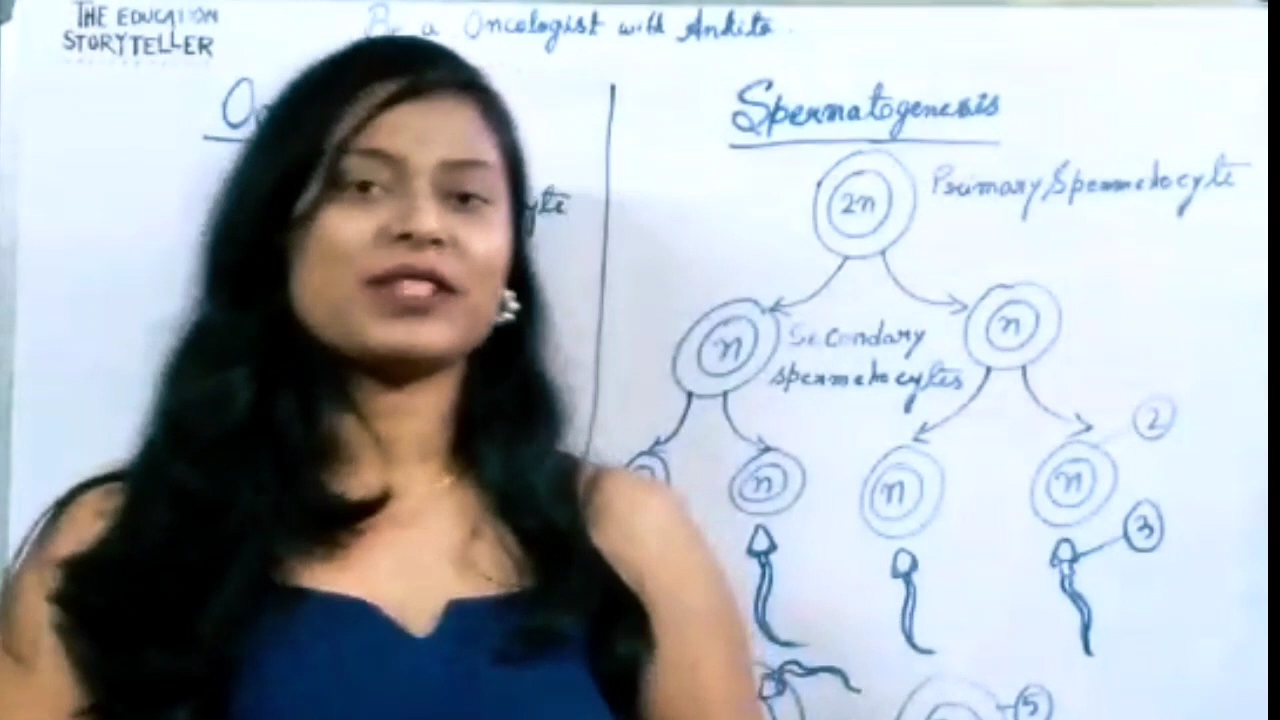 THE EDUCATION
STORYTELLER
Be a Oncologist with Ankita
Spermatogenesis
2n
Primary Spermatocyte
n
Secondary
spermatocytes
n
2
n
n
n
3
5